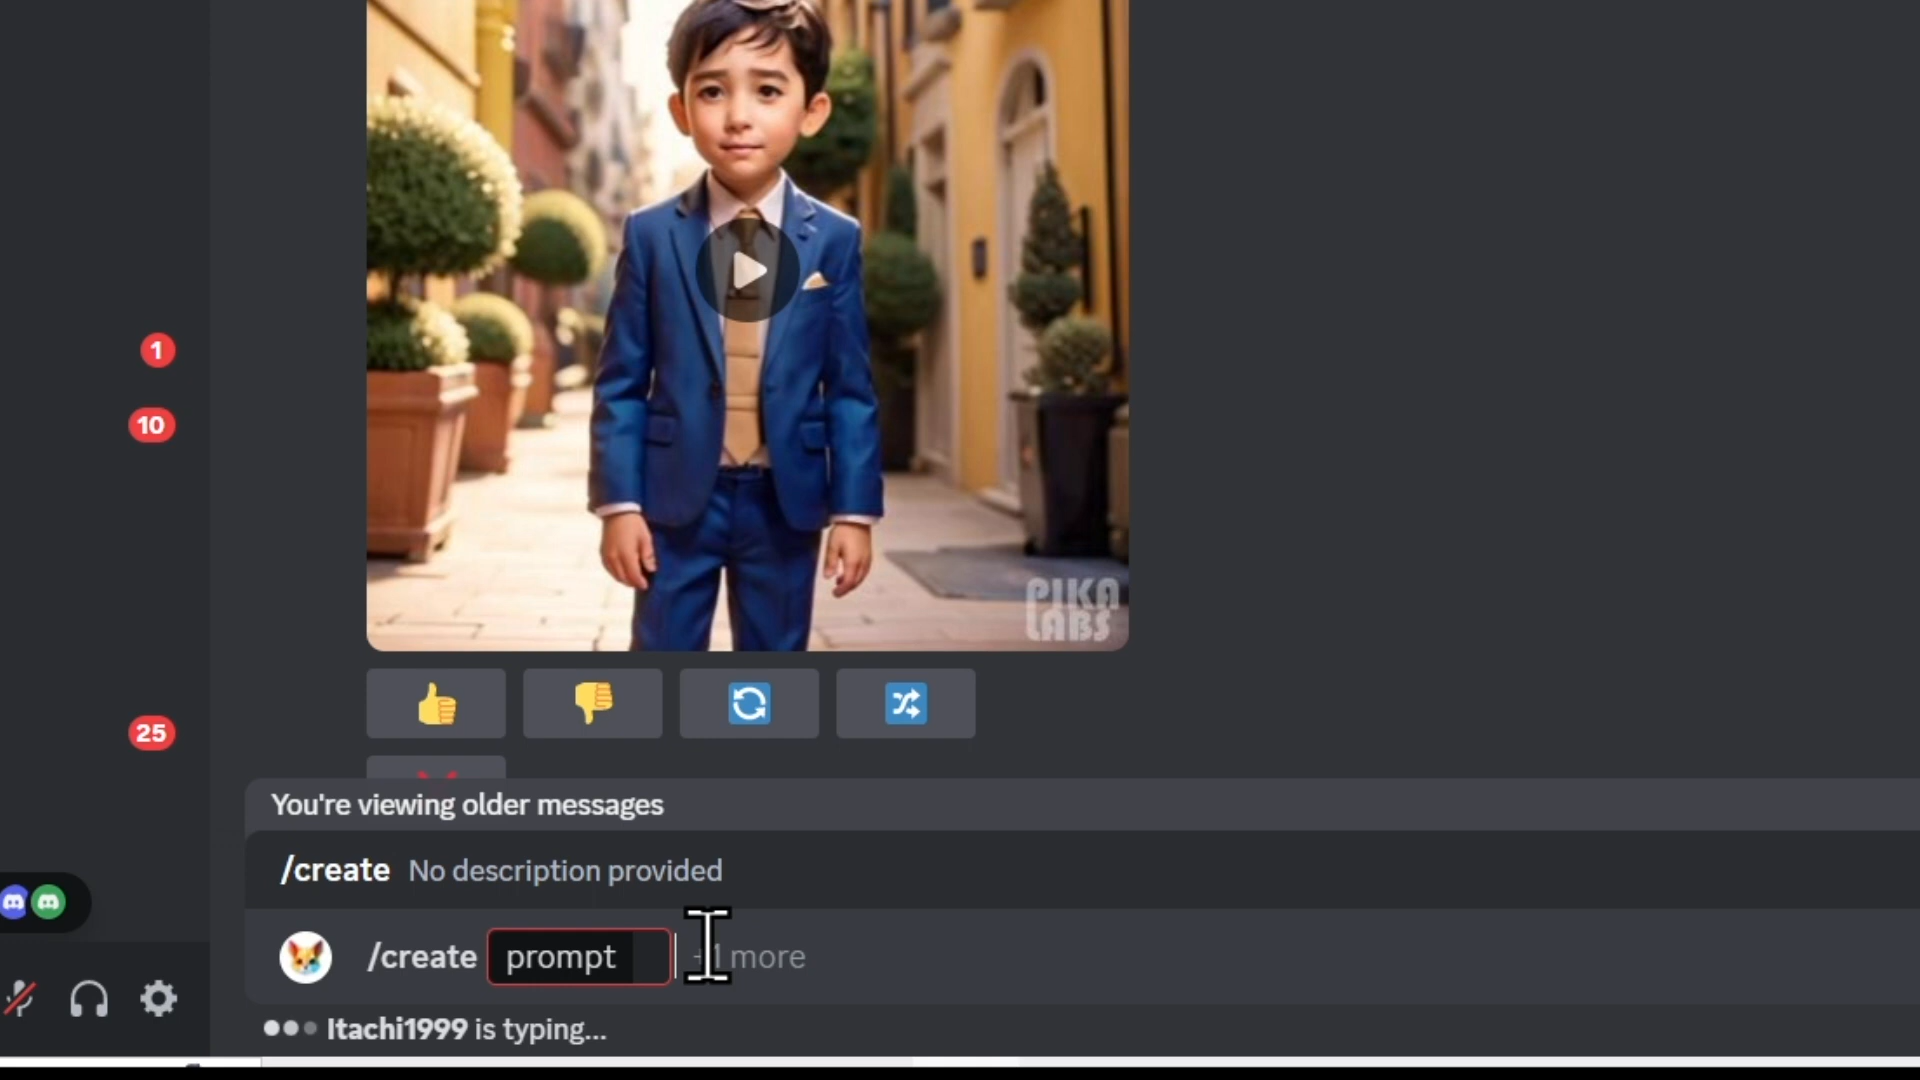 PIKA
LABS
1
10
25
You're viewing older messages
/create No description provided
/create prompt +1 more
Itachi1999 is typing...